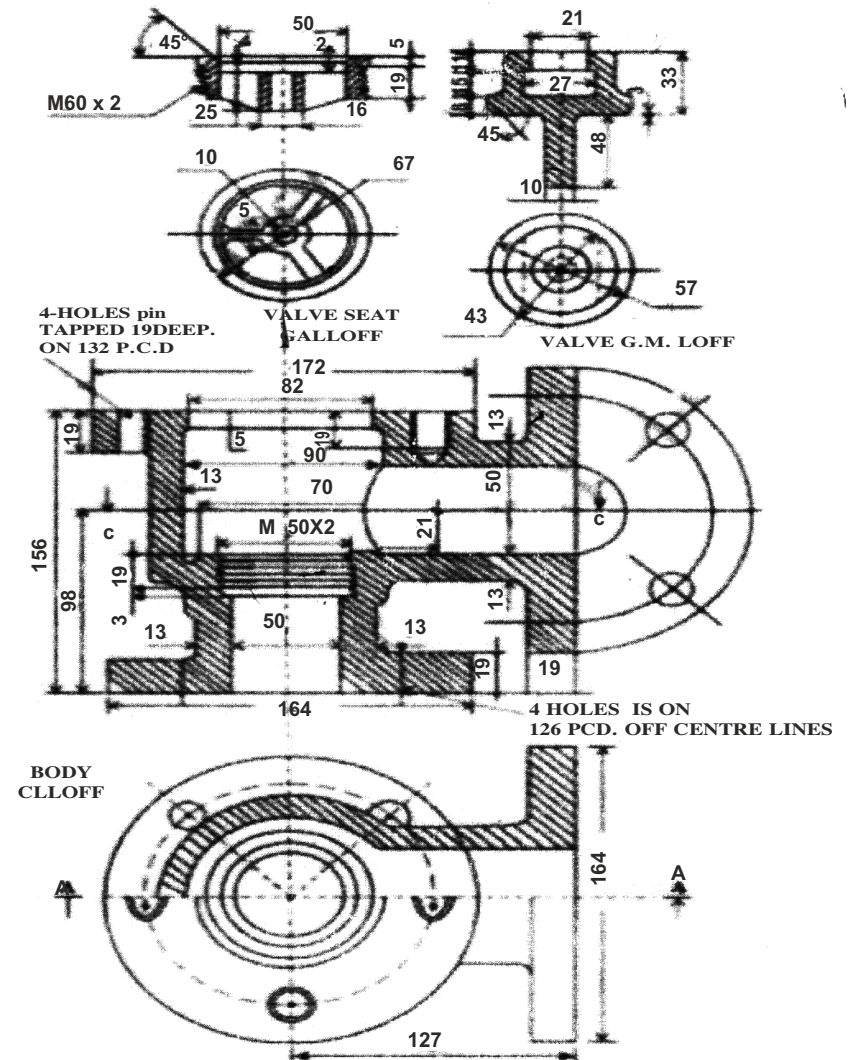 50
21
45°
2
5
19
27
33
M60 x 2
25
16
45
48
10
67
10
5
57
43
4-HOLES pin
TAPPED 19DEEP.
ON 132 P.C.D
VALVE SEAT
GALLOFF
VALVE G.M. LOFF
172
82
19
5
19
13
90
13
70
50
c
c
M 50X2
21
156
98
19
3
13
50
13
13
19
19
164
4 HOLES IS ON
126 PCD. OFF CENTRE LINES
BODY
CLLOFF
A
A
164
127